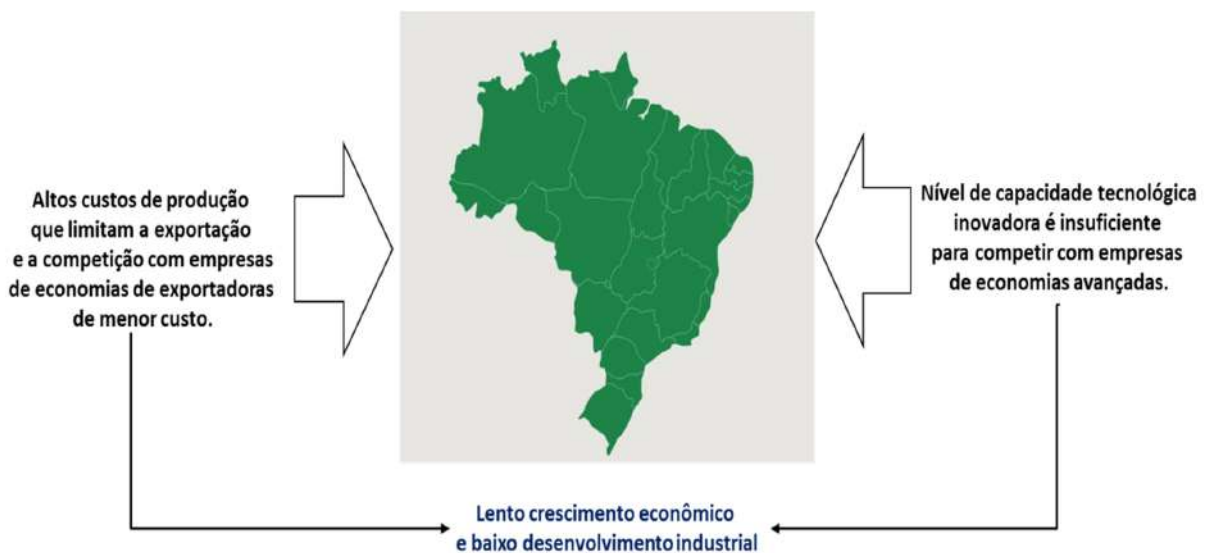 Altos custos de produção
que limitam a exportação
e a competição com empresas
de economias de exportadoras
de menor custo.
Nível de capacidade tecnológica
inovadora é insuficiente
para competir com empresas
de economias avançadas.
Lento crescimento econômico
e baixo desenvolvimento industrial